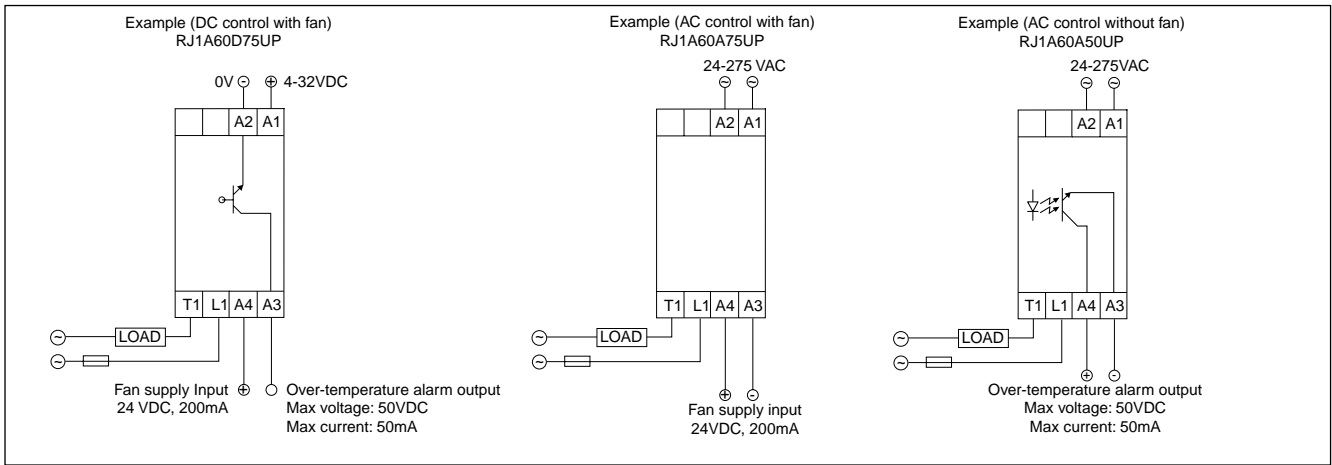 Example (DC control with fan)
RJ1A60D75UP
0V - + 4-32VDC
A2 A1
T1 L1 A4 A3
~ LOAD
~
Fan supply Input +
24 VDC, 200mA
Over-temperature alarm output
Max voltage: 50VDC
Max current: 50mA
Example (AC control with fan)
RJ1A60A75UP
24-275 VAC
~ ~
A2 A1
T1 L1 A4 A3
~ LOAD
~
+ -
Fan supply input
24VDC, 200mA
Example (AC control without fan)
RJ1A60A50UP
24-275VAC
~ ~
A2 A1
T1 L1 A4 A3
~ LOAD
~
+ -
Over-temperature alarm output
Max voltage: 50VDC
Max current: 50mA